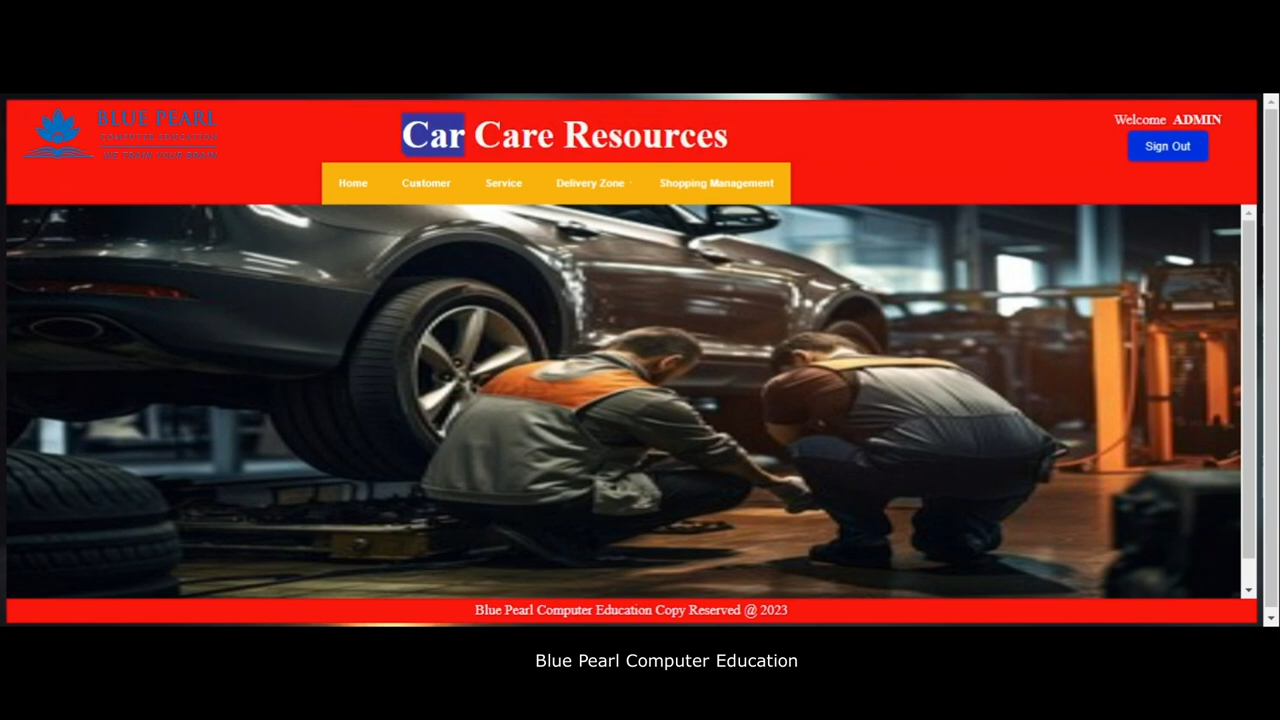 BLUE PEARL
COMPUTER EDUCATION
WE TRAIN YOUR BRAIN
Car Care Resources
Welcome ADMIN
Sign Out
Home Customer Service Delivery Zone Shopping Management
Blue Pearl Computer Education Copy Reserved @ 2023
Blue Pearl Computer Education